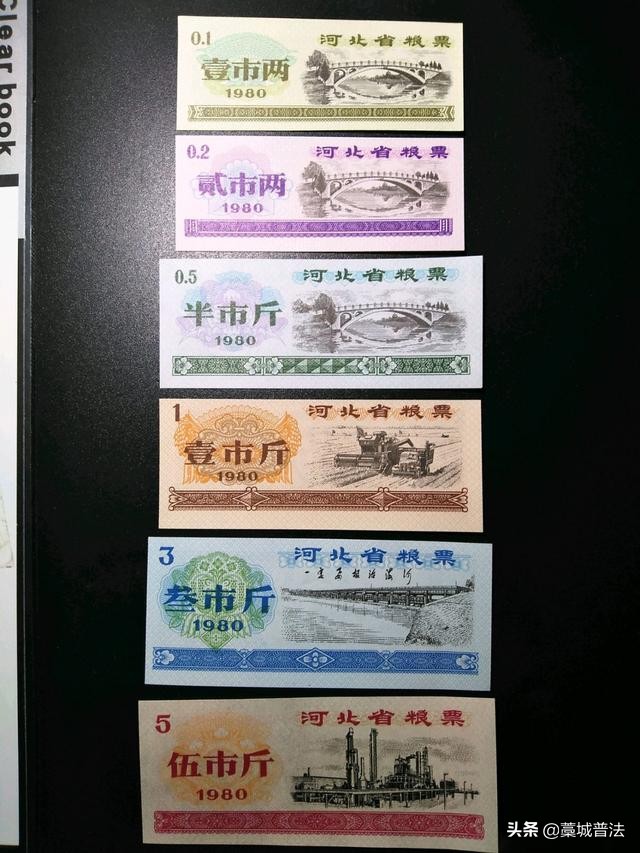 Clear book
0.1
河北省粮票
壹市两
1980
0.2
河北省粮票
贰市两
1980
0.5
河北省粮票
半市斤
1980
1
河北省粮票
壹市斤
1980
3
河北省粮票
一定要根治海河
叁市斤
1980
5
河北省粮票
伍市斤
1980
头条 @藁城普法